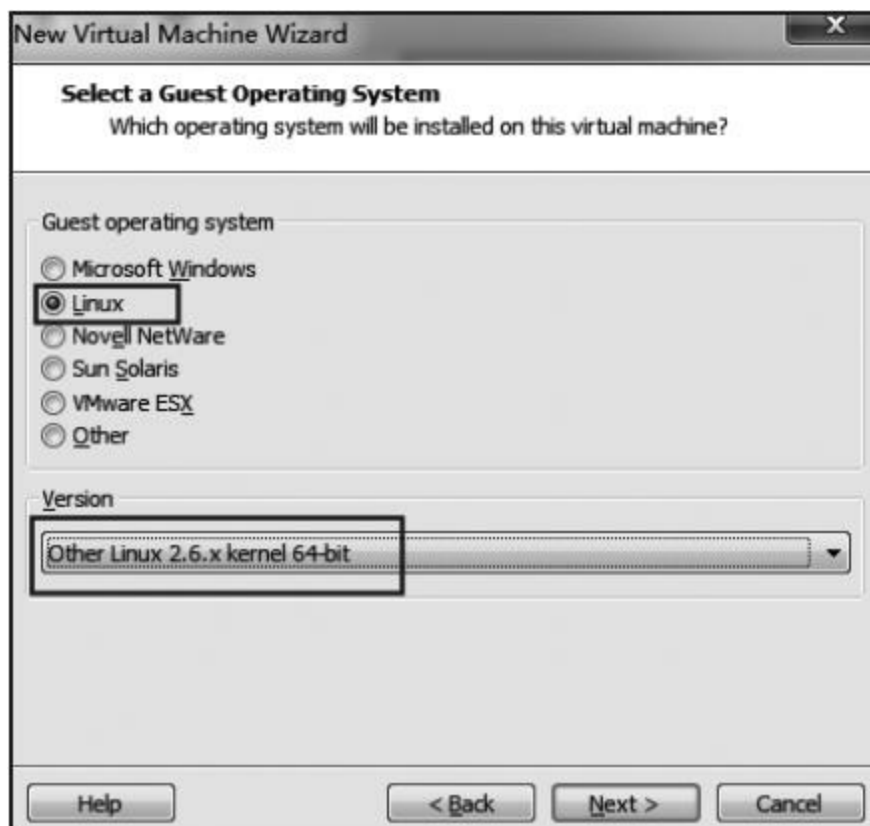 New Virtual Machine Wizard
Select a Guest Operating System
Which operating system will be installed on this virtual machine?
Guest operating system
Microsoft Windows
Linux
Novell NetWare
Sun Solaris
VMware ESX
Other
Version
Other Linux 2.6.x kernel 64-bit
Help
< Back
Next >
Cancel